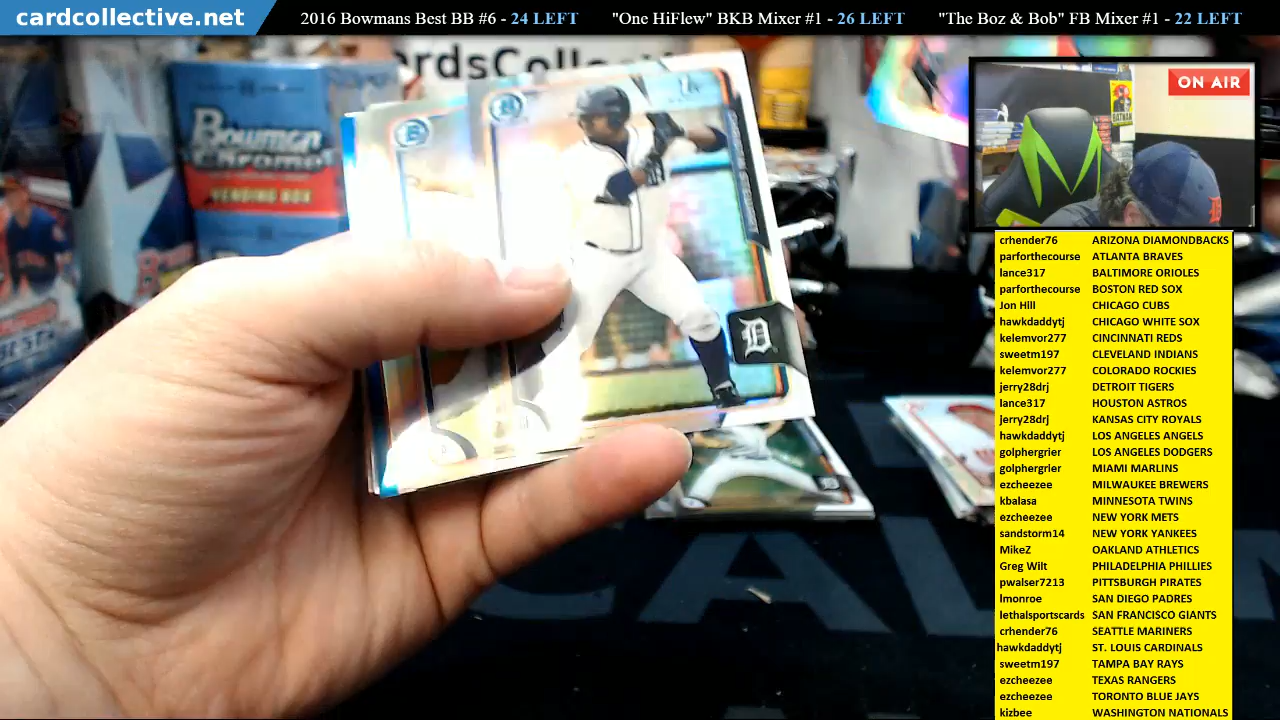 cardcollective.net
2016 Bowmans Best BB #6 - 24 LEFT
"One HiFlew" BKB Mixer #1 - 26 LEFT
"The Boz & Bob" FB Mixer #1 - 22 LEFT
ON AIR
rdsCollec
Bowman
Chrome
VENDING BOX
BEST
D
crhender76 ARIZONA DIAMONDBACKS
parforthecourse ATLANTA BRAVES
lance317 BALTIMORE ORIOLES
parforthecourse BOSTON RED SOX
Jon Hill CHICAGO CUBS
hawkdaddytj CHICAGO WHITE SOX
kelemvor277 CINCINNATI REDS
sweetm197 CLEVELAND INDIANS
kelemvor277 COLORADO ROCKIES
jerry28drj DETROIT TIGERS
lance317 HOUSTON ASTROS
jerry28drj KANSAS CITY ROYALS
hawkdaddytj LOS ANGELES ANGELS
golphergrier LOS ANGELES DODGERS
golphergrier MIAMI MARLINS
ezcheezee MILWAUKEE BREWERS
kbalasa MINNESOTA TWINS
ezcheezee NEW YORK METS
sandstorm14 NEW YORK YANKEES
MikeZ OAKLAND ATHLETICS
Greg Wilt PHILADELPHIA PHILLIES
pwalser7213 PITTSBURGH PIRATES
lmonroe SAN DIEGO PADRES
lethalsportscards SAN FRANCISCO GIANTS
crhender76 SEATTLE MARINERS
hawkdaddytj ST. LOUIS CARDINALS
sweetm197 TAMPA BAY RAYS
ezcheezee TEXAS RANGERS
ezcheezee TORONTO BLUE JAYS
kizbee WASHINGTON NATIONALS